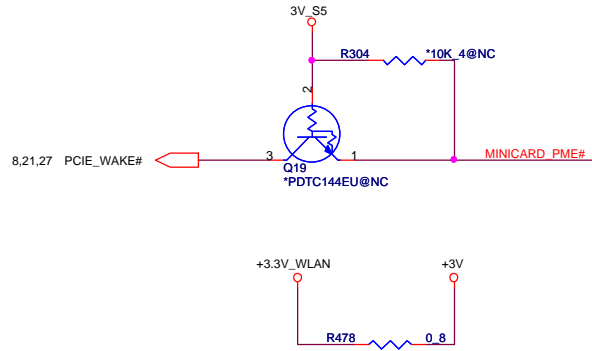 3V_S5
R304 *10K_4@NC
2
8,21,27 PCIE_WAKE# 3 1 MINICARD_PME#
Q19
*PDTC144EU@NC
+3.3V_WLAN +3V
R478 0_8